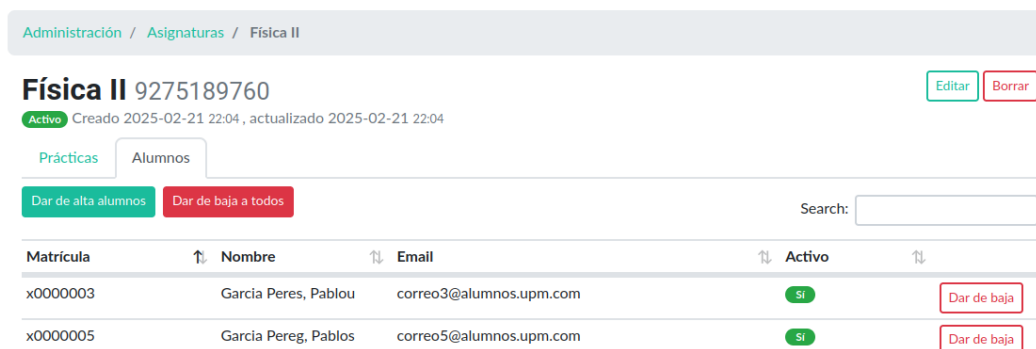 Administración / Asignaturas / Física II
Física II 9275189760
Editar Borrar
Activo Creado 2025-02-21 22:04 , actualizado 2025-02-21 22:04
Prácticas Alumnos
Dar de alta alumnos Dar de baja a todos
Search:
Matrícula Nombre Email Activo
x0000003 Garcia Peres, Pablou correo3@alumnos.upm.com Sí Dar de baja
x0000005 Garcia Pereg, Pablos correo5@alumnos.upm.com Sí Dar de baja